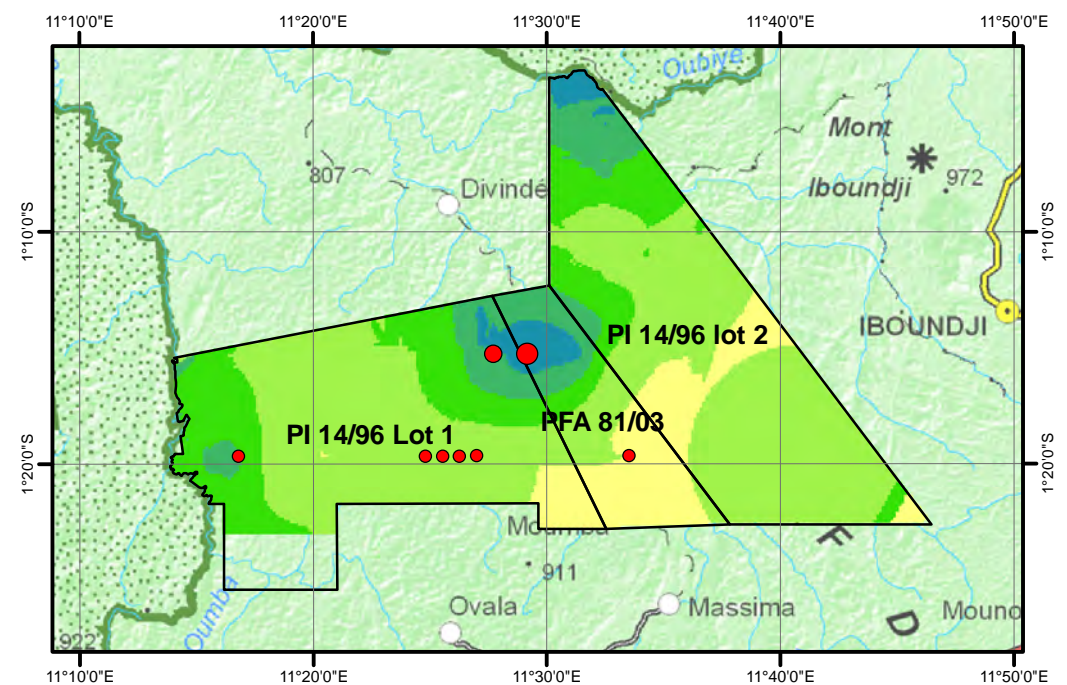 11°10'0"E 11°20'0"E 11°30'0"E 11°40'0"E 11°50'0"E
Oubive
Mont
Iboundji
972
807
Divindé
1°10'0"S 1°10'0"S
IBOUNDJI
PI 14/96 lot 2
PFA 81/03
PI 14/96 Lot 1
1°20'0"S 1°20'0"S
Moumba
F
911
Ovala
Massima
Mouno
D
Oumba
922
11°10'0"E 11°20'0"E 11°30'0"E 11°40'0"E 11°50'0"E